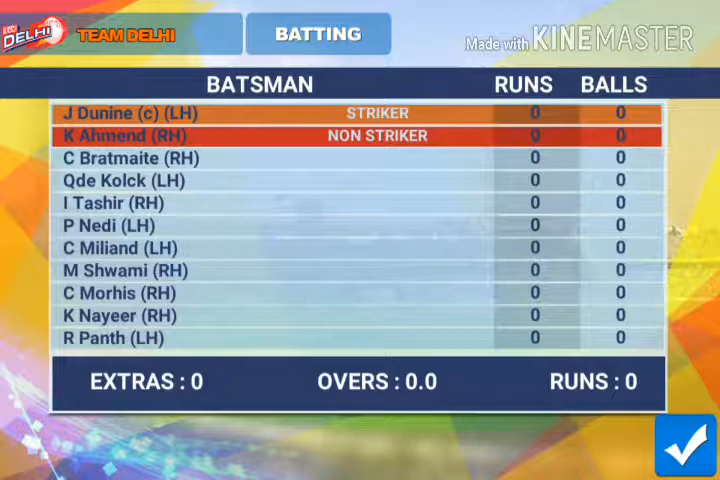 DELHI TEAM DELHI BATTING
Made with KINEMASTER
BATSMAN RUNS BALLS
J Dunine (c) (LH) STRIKER 0 0
K Ahmend (RH) NON STRIKER 0 0
C Bratmaite (RH) 0 0
Qde Kolck (LH) 0 0
I Tashir (RH) 0 0
P Nedi (LH) 0 0
C Miliand (LH) 0 0
M Shwami (RH) 0 0
C Morhis (RH) 0 0
K Nayeer (RH) 0 0
R Panth (LH) 0 0
EXTRAS : 0 OVERS : 0.0 RUNS : 0